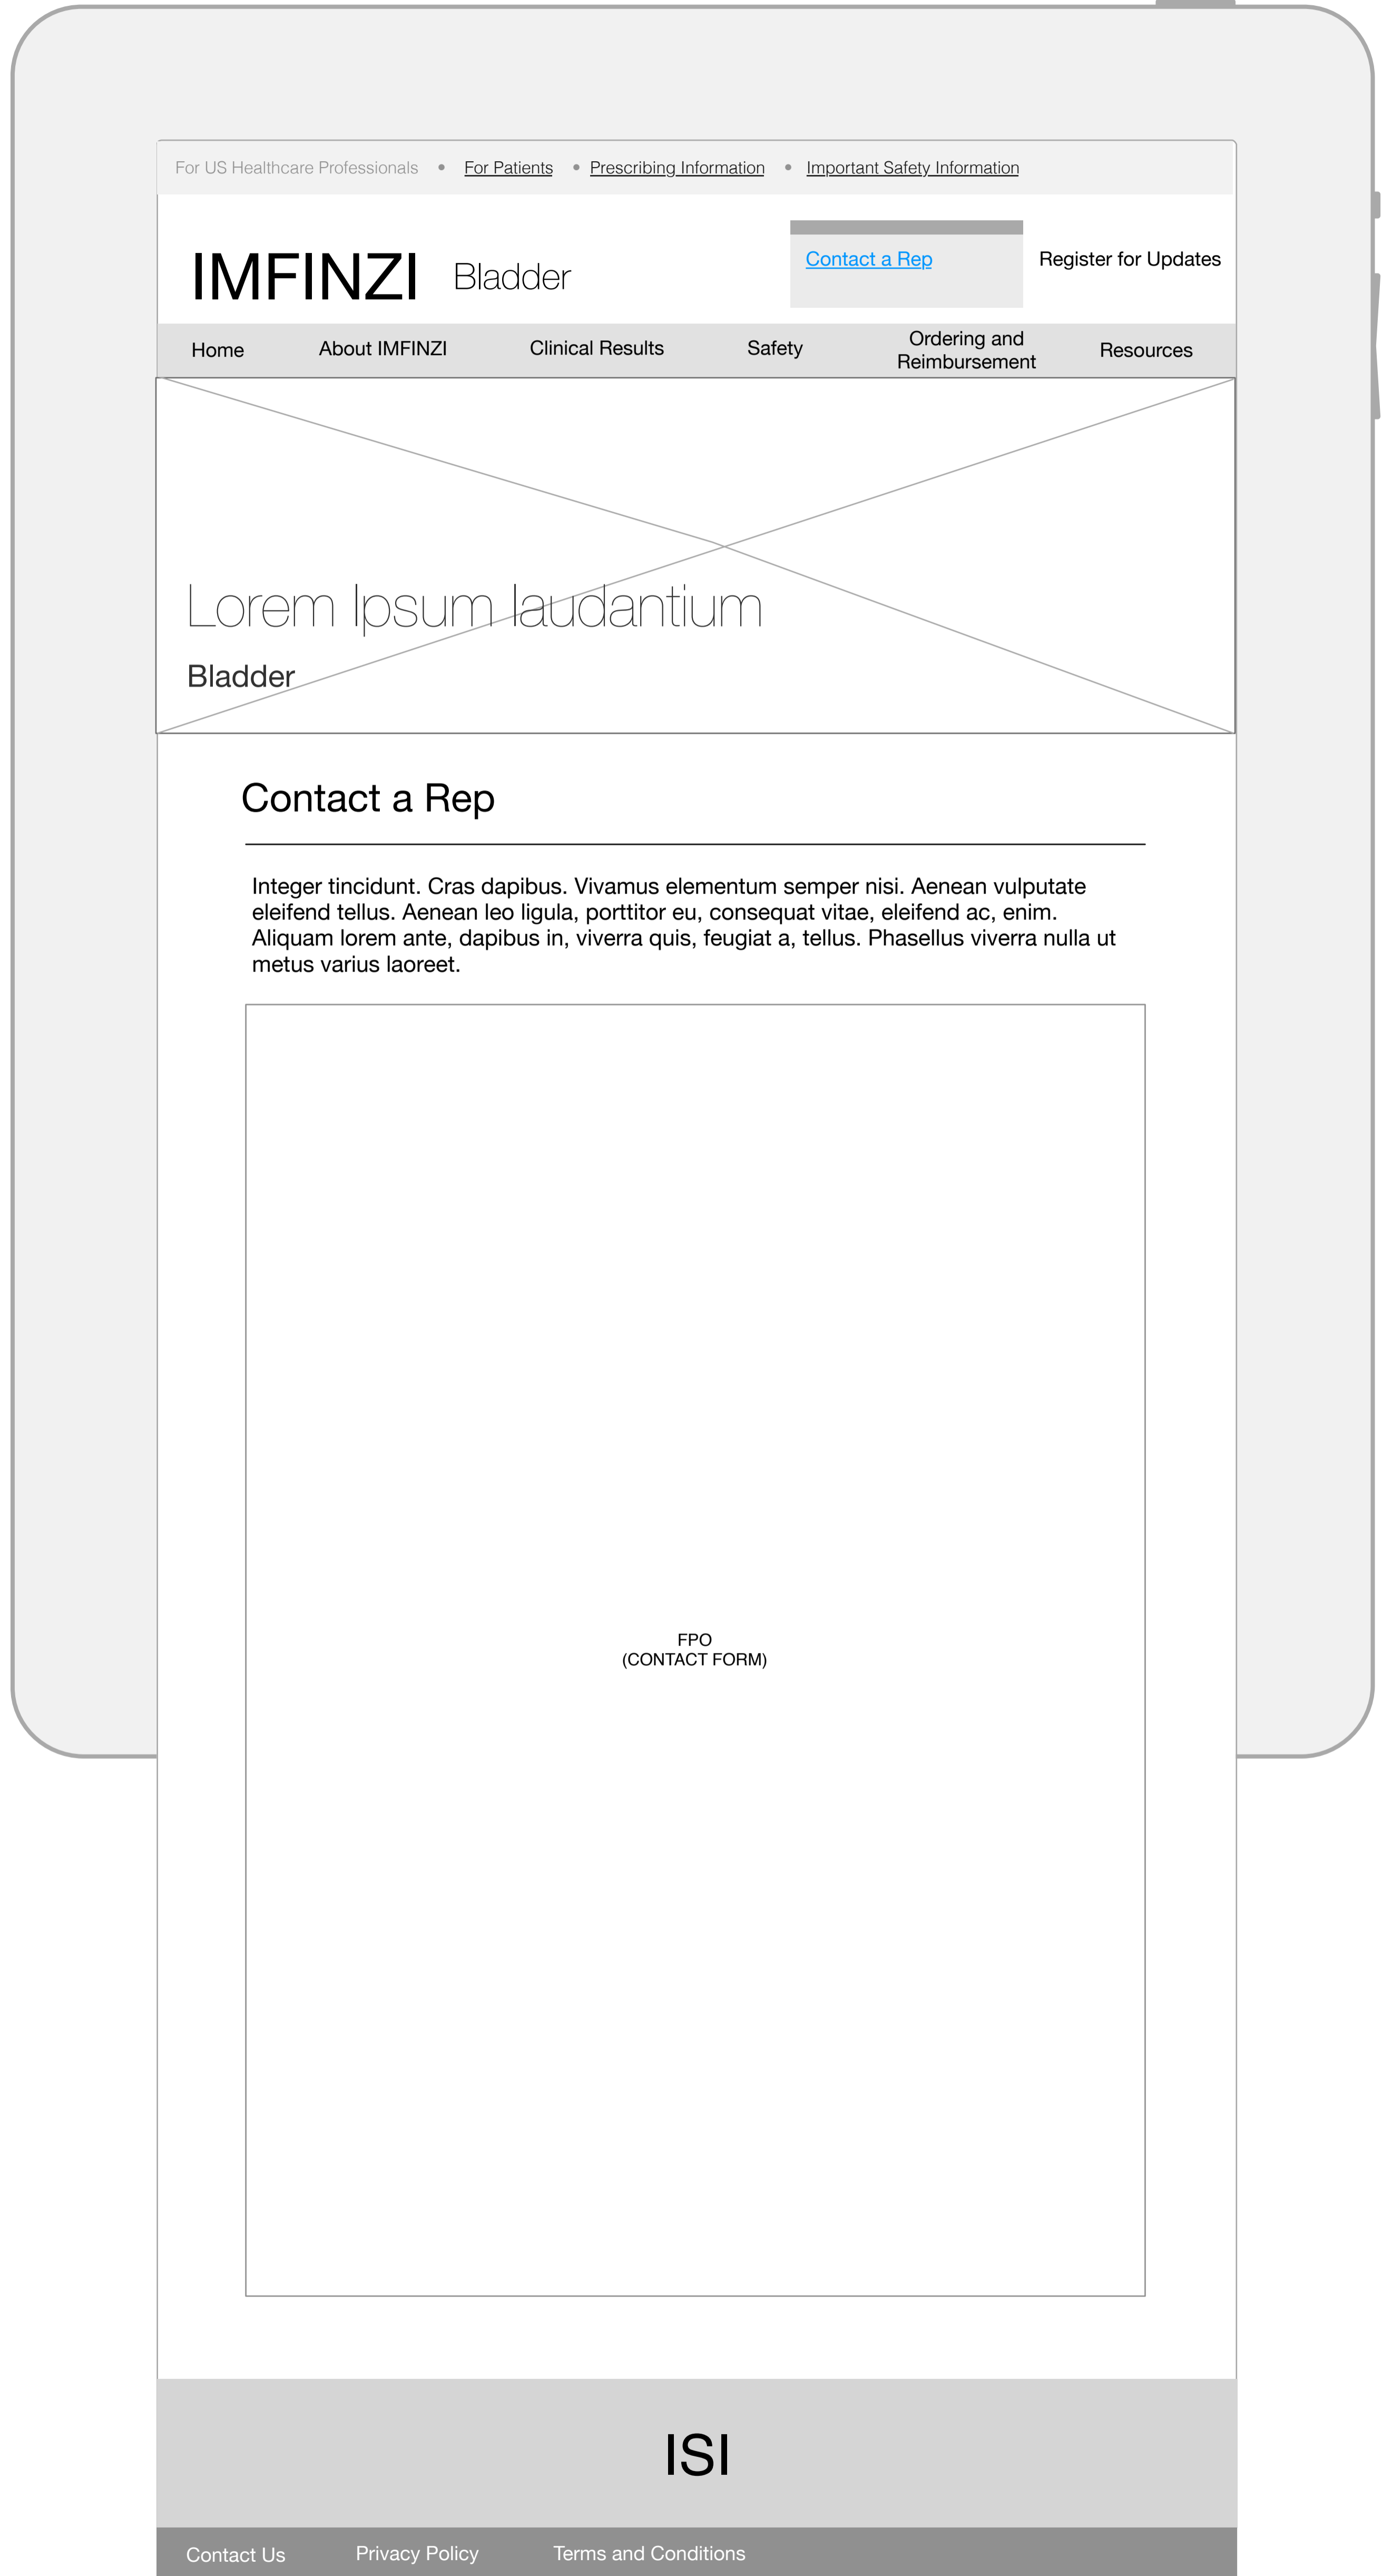 For US Healthcare Professionals • For Patients • Prescribing Information • Important Safety Information
IMFINZI Bladder
Contact a Rep
Register for Updates
Home
About IMFINZI
Clinical Results
Safety
Ordering and
Reimbursement
Resources
Lorem Ipsum laudantium
Bladder
Contact a Rep
Integer tincidunt. Cras dapibus. Vivamus elementum semper nisi. Aenean vulputate
eleifend tellus. Aenean leo ligula, porttitor eu, consequat vitae, eleifend ac, enim.
Aliquam lorem ante, dapibus in, viverra quis, feugiat a, tellus. Phasellus viverra nulla ut
metus varius laoreet.
FPO
(CONTACT FORM)
ISI
Contact Us
Privacy Policy
Terms and Conditions